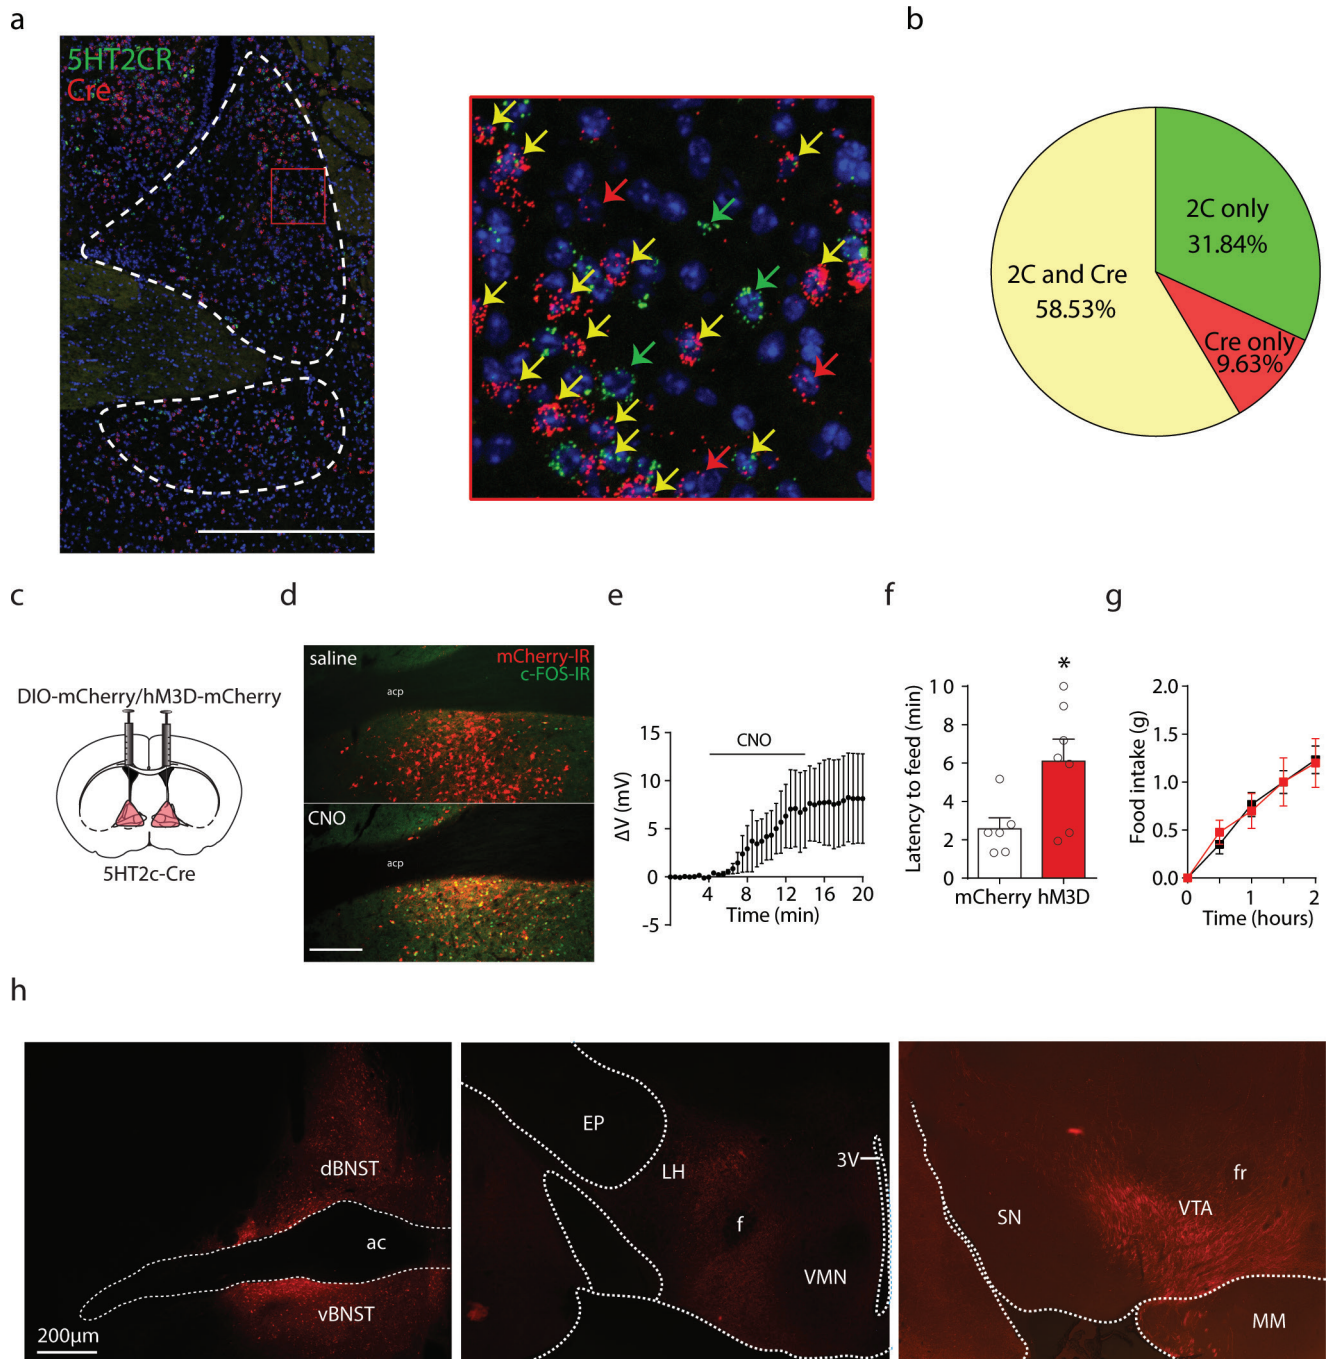 a
5HT2CR
Cre
b
2C only
31.84%
2C and Cre
58.53%
Cre only
9.63%
c
DIO-mCherry/hM3D-mCherry
5HT2c-Cre
d
saline
mCherry-IR
c-FOS-IR
acp
CNO
acp
e
CNO
15
10
5
0
-5
ΔV (mV)
4 8 12 16 20
Time (min)
f
*
10
8
6
4
2
0
Latency to feed (min)
mCherry hM3D
g
2.0
1.5
1.0
0.5
0.0
Food intake (g)
0 1 2
Time (hours)
h
dBNST
ac
vBNST
200µm
EP
LH
3V
f
VMN
fr
VTA
SN
MM